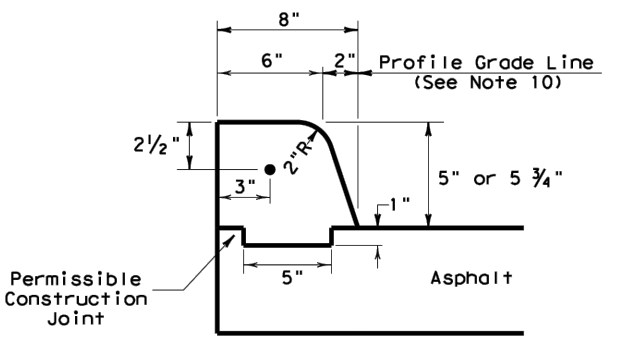 8"
6"
2"
Profile Grade Line
(See Note 10)
2½"
2"R
3"
5" or 5 ¾"
1"
5"
Asphalt
Permissible
Construction
Joint